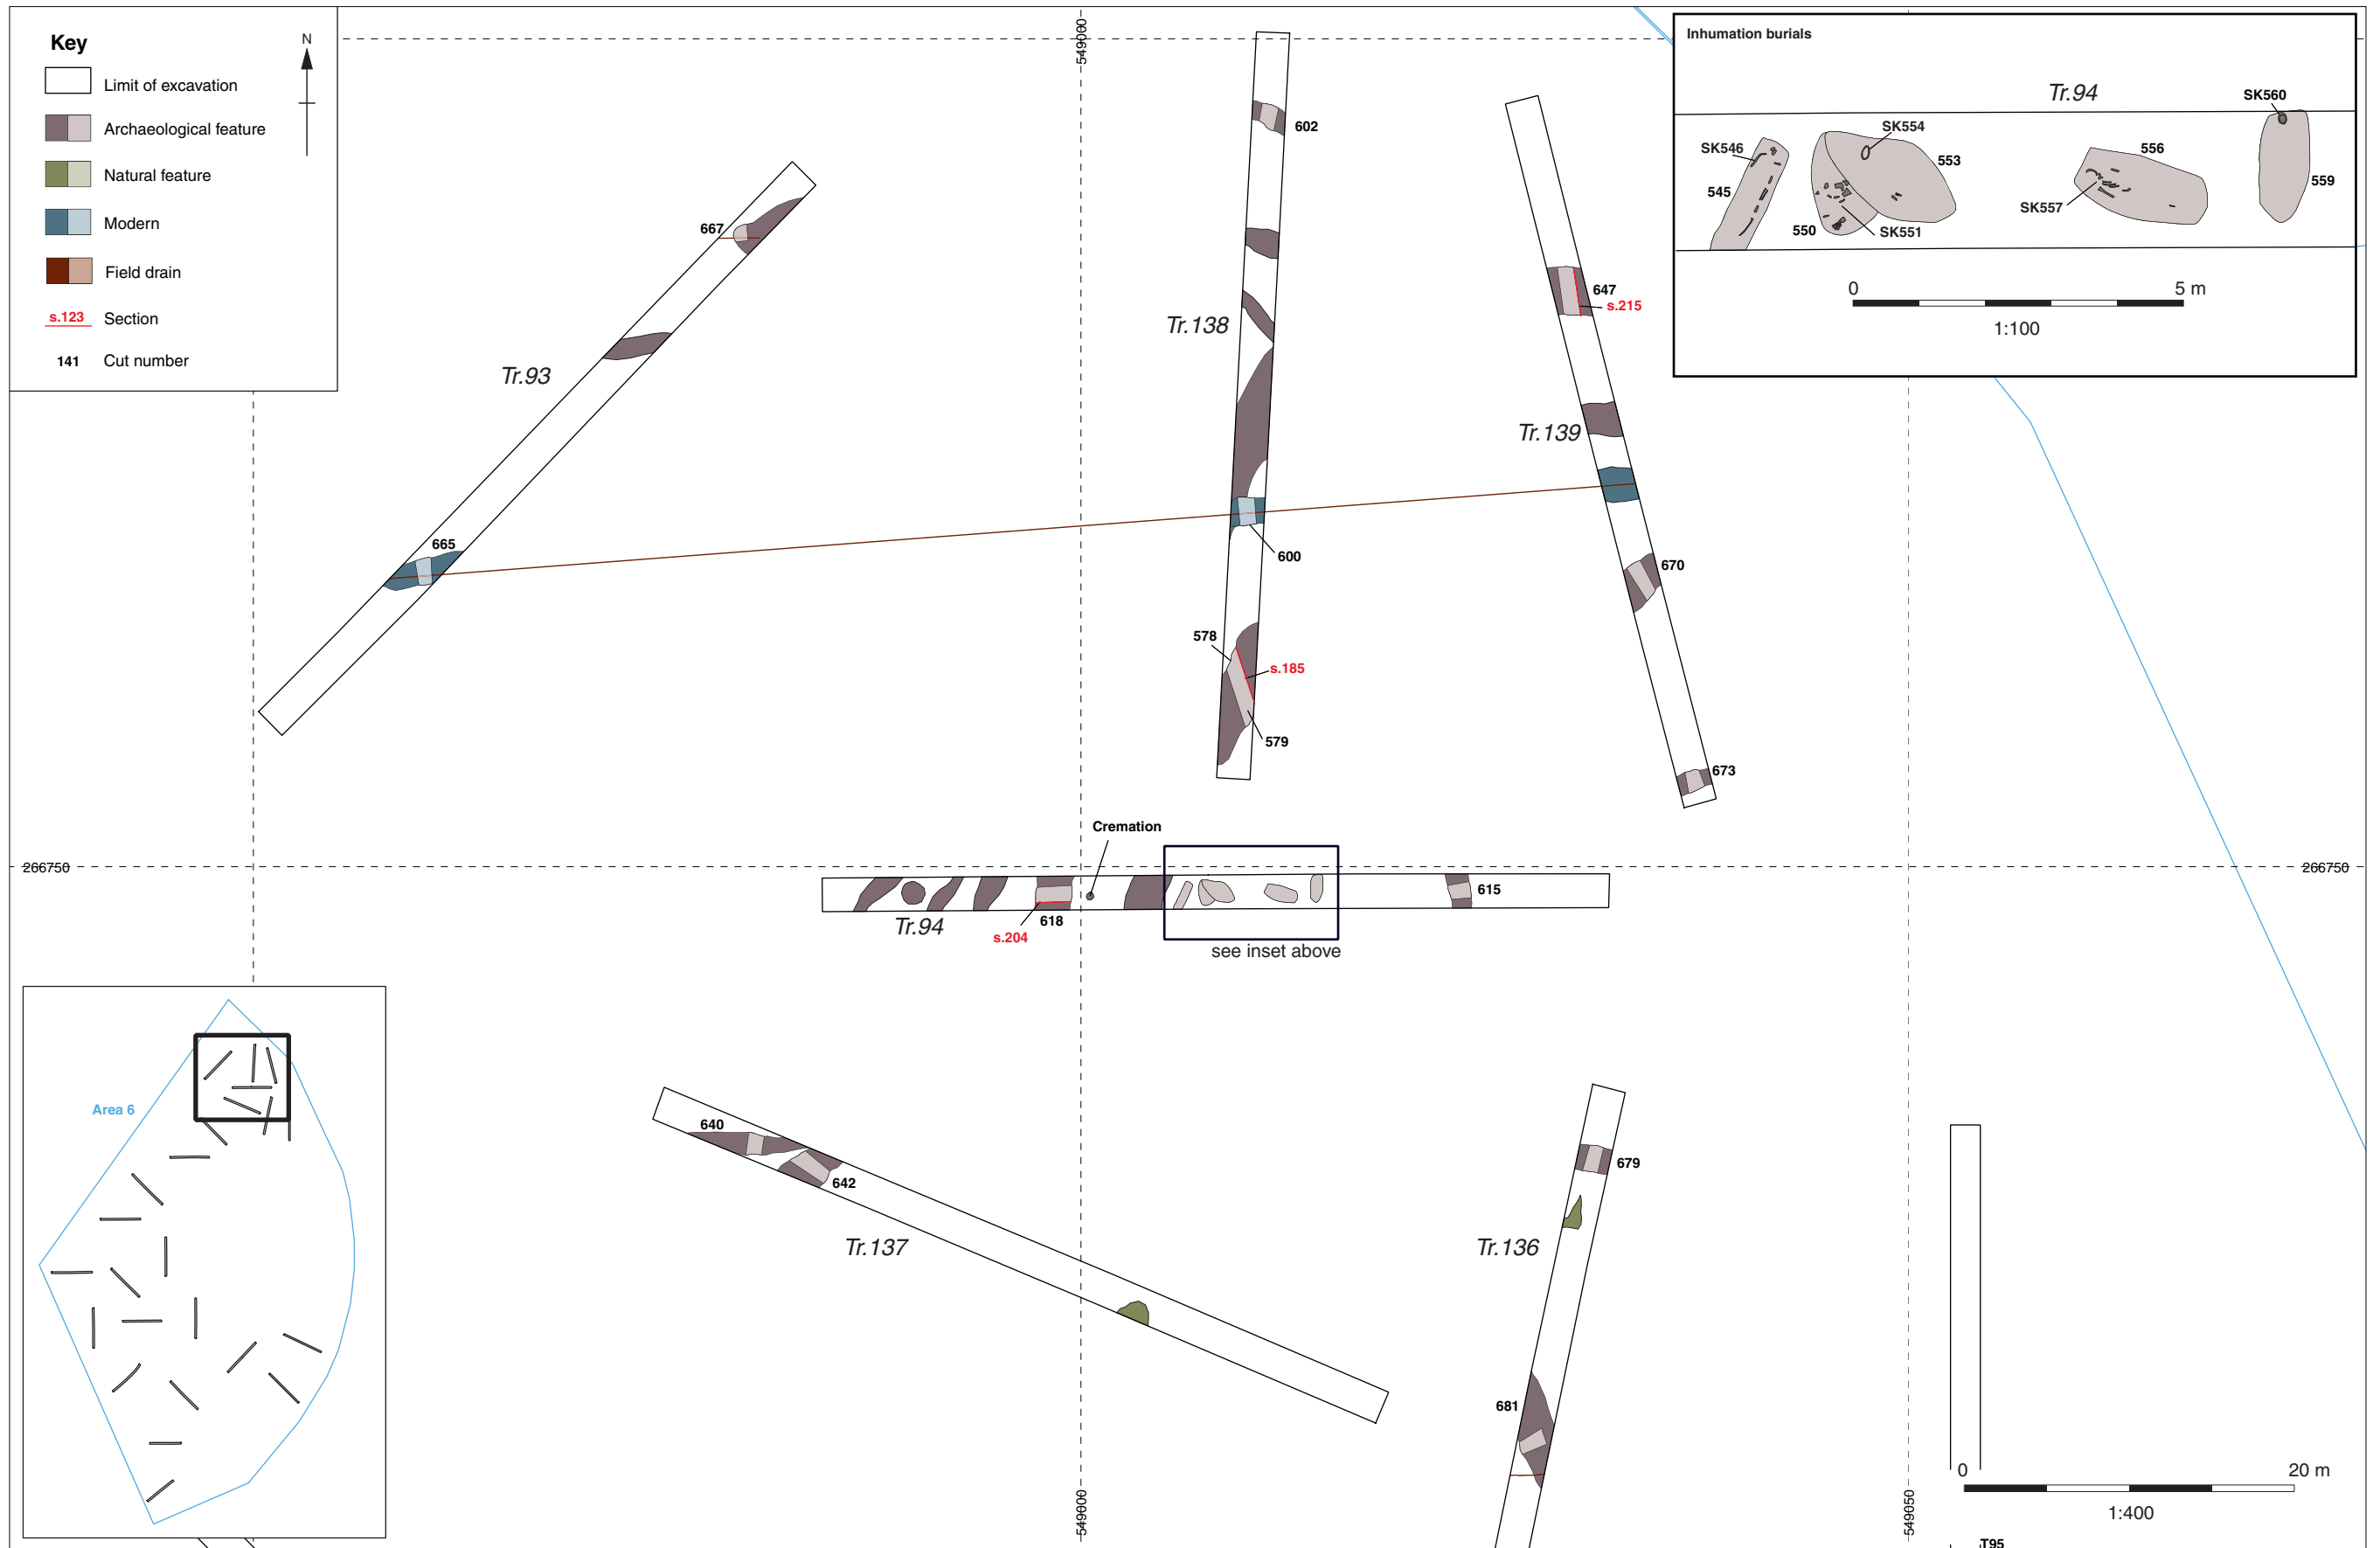 Key
N
Limit of excavation
Archaeological feature
Natural feature
Modern
Field drain
s.123 Section
141 Cut number
549000
Inhumation burials
Tr.94
SK560
SK554
SK546
553
556
545
559
SK557
550
SK551
0 5 m
1:100
602
667
647
s.215
Tr.138
Tr.93
Tr.139
665
600
670
578
s.185
579
673
Cremation
266750
266750
615
Tr.94
618
s.204
see inset above
Area 6
640
642
679
Tr.137
Tr.136
681
0 20 m
1:400
549000
549050
T95